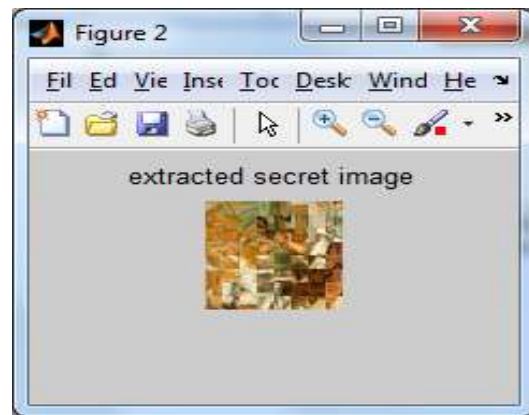 Figure 2
Fil Ed Vie Inse Toc Desk Wind He
extracted secret image